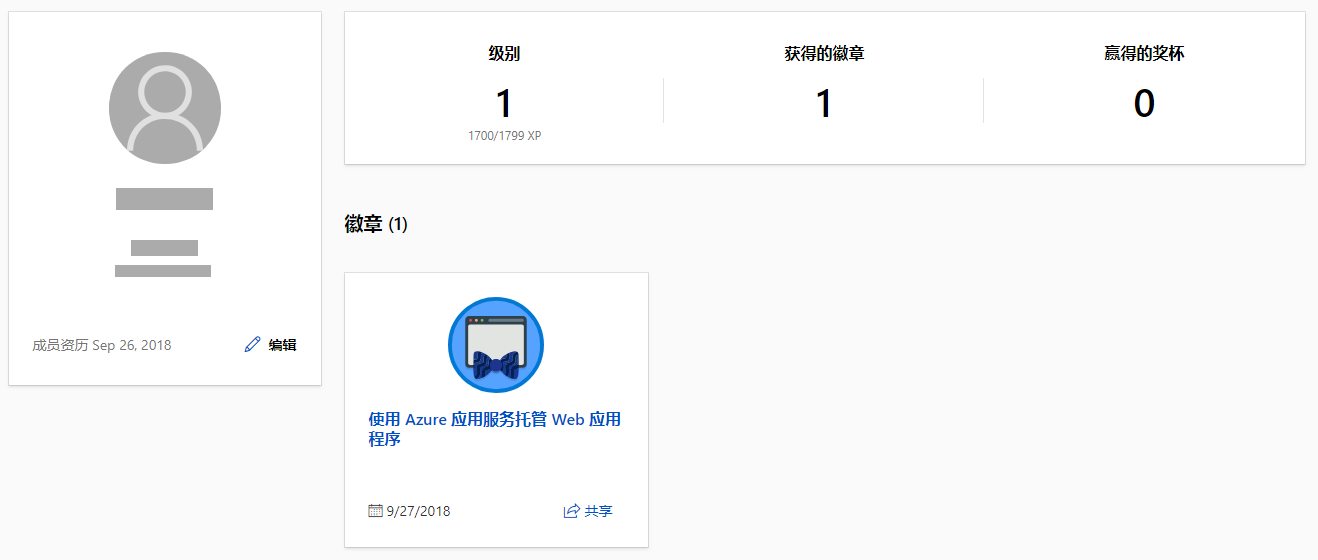 级别
1
1700/1799 XP
获得的徽章
1
赢得的奖杯
0
成员资历 Sep 26, 2018
编辑
徽章 (1)
使用 Azure 应用服务托管 Web 应用
程序
9/27/2018
共享